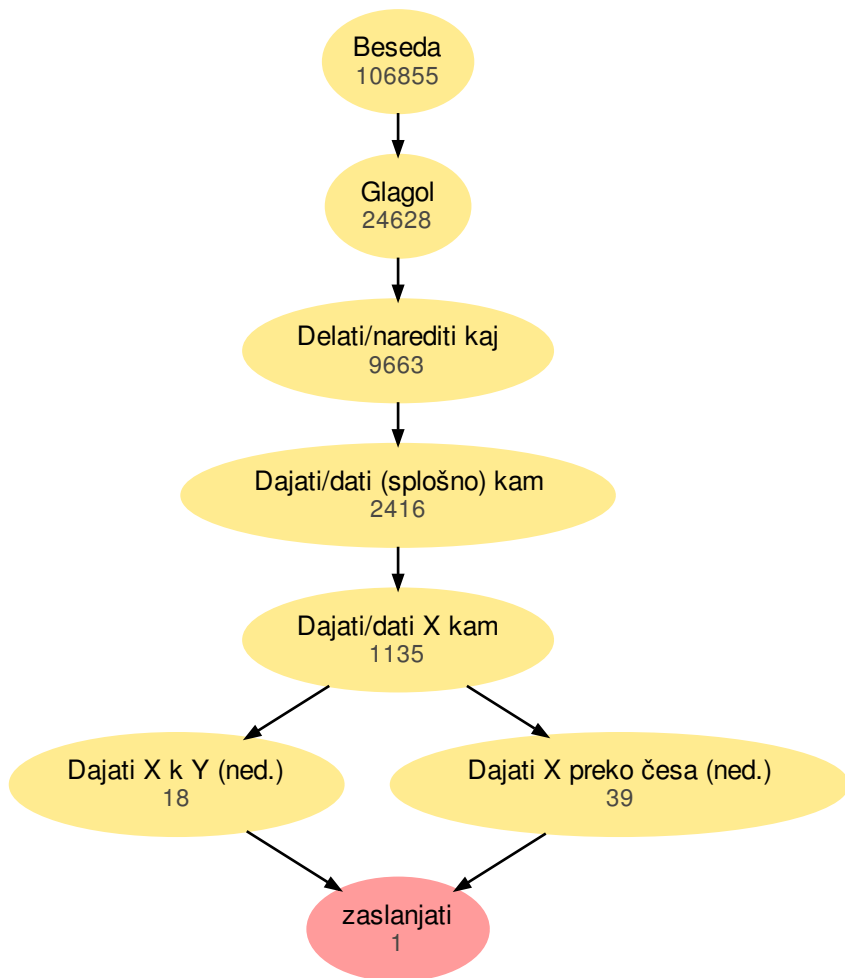 Beseda
106855
Glagol
24628
Delati/narediti kaj
9663
Dajati/dati (splošno) kam
2416
Dajati/dati X kam
1135
Dajati X k Y (ned.)
18
Dajati X preko česa (ned.)
39
zaslanjati
1